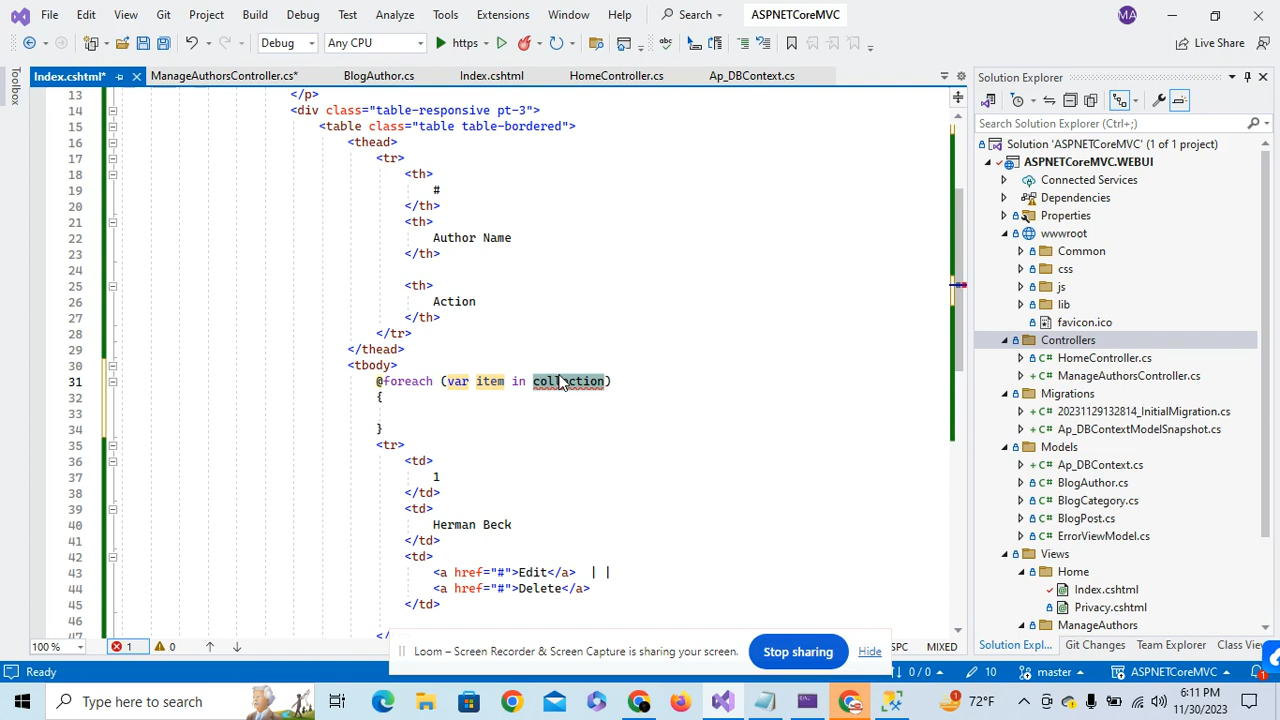 File Edit View Git Project Build Debug Test Analyze Tools Extensions Window Help Search ASPNETCoreMVC MA
Debug Any CPU https Live Share
Toolbox
Index.cshtml* ManageAuthorsController.cs* BlogAuthor.cs Index.cshtml HomeController.cs Ap_DBContext.cs
13 </p>
14 <div class="table-responsive pt-3">
15 <table class="table table-bordered">
16 <thead>
17 <tr>
18 <th>
19 #
20 </th>
21 <th>
22 Author Name
23 </th>
24
25 <th>
26 Action
27 </th>
28 </tr>
29 </thead>
30 <tbody>
31 @foreach (var item in collection)
32 {
33
34 }
35 <tr>
36 <td>
37 1
38 </td>
39 <td>
40 Herman Beck
41 </td>
42 <td>
43 <a href="#">Edit</a> | |
44 <a href="#">Delete</a>
45 </td>
46
47
100 % 1 0 SPC MIXED
Loom – Screen Recorder & Screen Capture is sharing your screen. Stop sharing Hide
Solution Explorer
Search Solution Explorer (Ctrl+;)
Solution 'ASPNETCoreMVC' (1 of 1 project)
ASPNETCoreMVC.WEBUI
Connected Services
Dependencies
Properties
wwwroot
Common
css
js
lib
favicon.ico
Controllers
HomeController.cs
ManageAuthorsController.cs
Migrations
20231129132814_InitialMigration.cs
Ap_DBContextModelSnapshot.cs
Models
Ap_DBContext.cs
BlogAuthor.cs
BlogCategory.cs
BlogPost.cs
ErrorViewModel.cs
Views
Home
Index.cshtml
Privacy.cshtml
ManageAuthors
Solution Expl... Git Changes Team Explorer Class View
Ready 0 / 0 10 master ASPNETCoreMVC 1
Type here to search 72°F 6:11 PM
11/30/2023